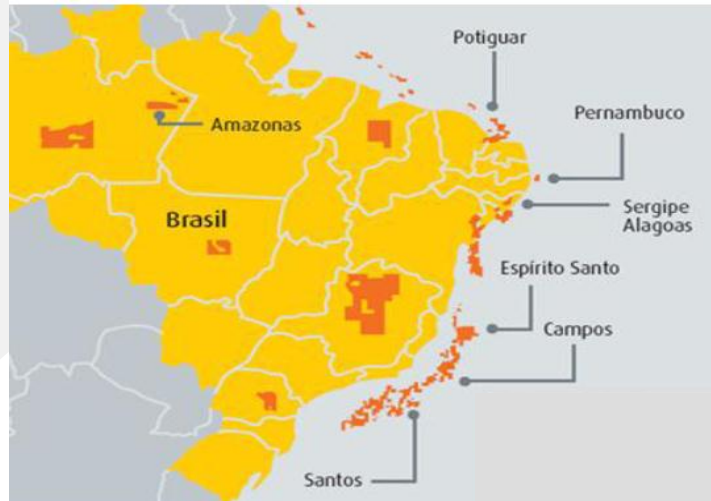 Potiguar
Pernambuco
Amazonas
Sergipe
Alagoas
Brasil
Espírito Santo
Campos
Santos